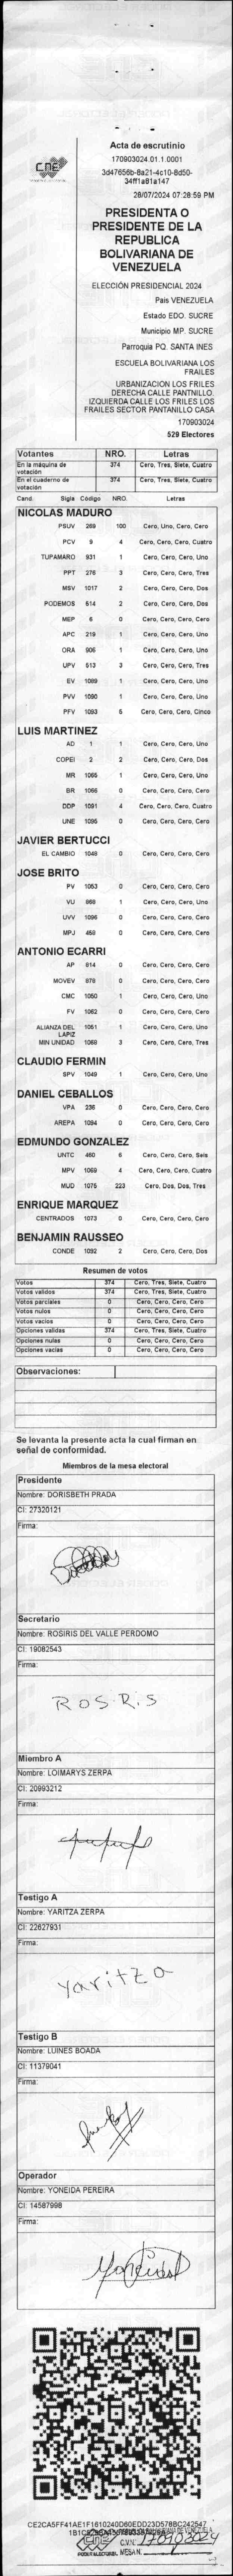 CNE
Acta de escrutinio
170903024.01.1.0001
3d47656b-8a21-4c10-8d50-
34ff1a81a147
28/07/2024 07:28:59 PM
PRESIDENTA O
PRESIDENTE DE LA
REPUBLICA
BOLIVARIANA DE
VENEZUELA
ELECCIÓN PRESIDENCIAL 2024
Pais VENEZUELA
Estado EDO. SUCRE
Municipio MP. SUCRE
Parroquia PQ. SANTA INES
ESCUELA BOLIVARIANA LOS
FRAILES
URBANIZACION LOS FRILES
DERECHA CALLE PANTNILLO.
IZQUIERDA CALLE LOS FRILES LOS
FRAILES SECTOR PANTANILLO CASA
170903024
529 Electores
Votantes NRO. Letras
En la máquina de votación 374 Cero, Tres, Siete, Cuatro
En el cuaderno de votación 374 Cero, Tres, Siete, Cuatro
Cand. Sigla Código NRO. Letras
NICOLAS MADURO
PSUV 269 100 Cero, Uno, Cero, Cero
PCV 9 4 Cero, Cero, Cero, Cuatro
TUPAMARO 931 1 Cero, Cero, Cero, Uno
PPT 276 3 Cero, Cero, Cero, Tres
MSV 1017 2 Cero, Cero, Cero, Dos
PODEMOS 614 2 Cero, Cero, Cero, Dos
MEP 6 0 Cero, Cero, Cero, Cero
APC 219 1 Cero, Cero, Cero, Uno
ORA 906 1 Cero, Cero, Cero, Uno
UPV 513 3 Cero, Cero, Cero, Tres
EV 1089 1 Cero, Cero, Cero, Uno
PVV 1090 1 Cero, Cero, Cero, Uno
PFV 1093 5 Cero, Cero, Cero, Cinco
LUIS MARTINEZ
AD 1 1 Cero, Cero, Cero, Uno
COPEI 2 2 Cero, Cero, Cero, Dos
MR 1065 1 Cero, Cero, Cero, Uno
BR 1066 0 Cero, Cero, Cero, Cero
DDP 1091 4 Cero, Cero, Cero, Cuatro
UNE 1095 0 Cero, Cero, Cero, Cero
JAVIER BERTUCCI
EL CAMBIO 1048 0 Cero, Cero, Cero, Cero
JOSE BRITO
PV 1053 0 Cero, Cero, Cero, Cero
VU 968 1 Cero, Cero, Cero, Uno
UVV 1096 0 Cero, Cero, Cero, Cero
MPJ 458 0 Cero, Cero, Cero, Cero
ANTONIO ECARRI
AP 814 0 Cero, Cero, Cero, Cero
MOVEV 878 0 Cero, Cero, Cero, Cero
CMC 1050 1 Cero, Cero, Cero, Uno
FV 1062 0 Cero, Cero, Cero, Cero
ALIANZA DEL LAPIZ 1051 1 Cero, Cero, Cero, Uno
MIN UNIDAD 1068 3 Cero, Cero, Cero, Tres
CLAUDIO FERMIN
SPV 1049 1 Cero, Cero, Cero, Uno
DANIEL CEBALLOS
VPA 236 0 Cero, Cero, Cero, Cero
AREPA 1094 0 Cero, Cero, Cero, Cero
EDMUNDO GONZALEZ
UNTC 460 6 Cero, Cero, Cero, Seis
MPV 1069 4 Cero, Cero, Cero, Cuatro
MUD 1075 223 Cero, Dos, Dos, Tres
ENRIQUE MARQUEZ
CENTRADOS 1073 0 Cero, Cero, Cero, Cero
BENJAMIN RAUSSEO
CONDE 1092 2 Cero, Cero, Cero, Dos
Resumen de votos
Votos 374 Cero, Tres, Siete, Cuatro
Votos validos 374 Cero, Tres, Siete, Cuatro
Votos parciales 0 Cero, Cero, Cero, Cero
Votos nulos 0 Cero, Cero, Cero, Cero
Votos vacios 0 Cero, Cero, Cero, Cero
Opciones validas 374 Cero, Tres, Siete, Cuatro
Opciones nulas 0 Cero, Cero, Cero, Cero
Opciones vacias 0 Cero, Cero, Cero, Cero
Observaciones:
Se levanta la presente acta la cual firman en
señal de conformidad.
Miembros de la mesa electoral
Presidente
Nombre: DORISBETH PRADA
CI: 27320121
Firma:
Secretario
Nombre: ROSIRIS DEL VALLE PERDOMO
CI: 19082543
Firma:
ROSIRIS
Miembro A
Nombre: LOIMARYS ZERPA
CI: 20993212
Firma:
Testigo A
Nombre: YARITZA ZERPA
CI: 22627931
Firma:
Yaritza
Testigo B
Nombre: LUINES BOADA
CI: 11379041
Firma:
Operador
Nombre: YONEIDA PEREIRA
CI: 14587998
Firma:
CE2CA5FF41AE1F1610240D60EDD23D578BC242547
CNE
PODER ELECTORAL
C.V.N° 170903024
MESA N. 1